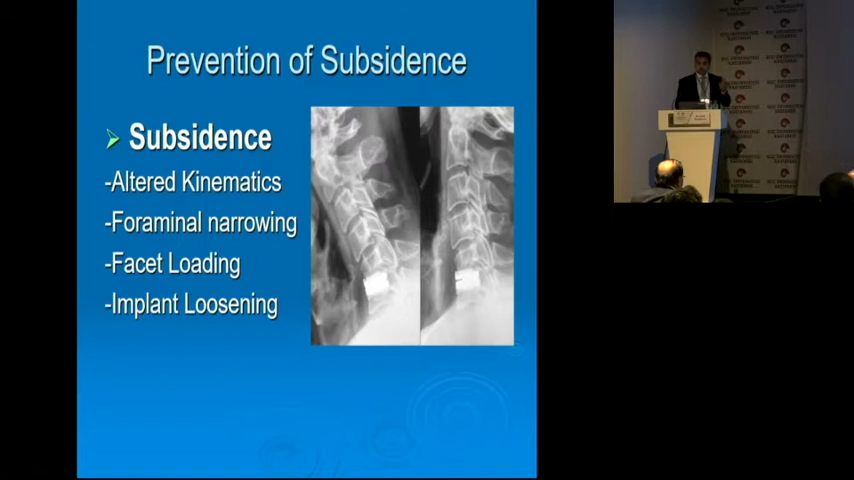 Prevention of Subsidence
Subsidence
-Altered Kinematics
-Foraminal narrowing
-Facet Loading
-Implant Loosening